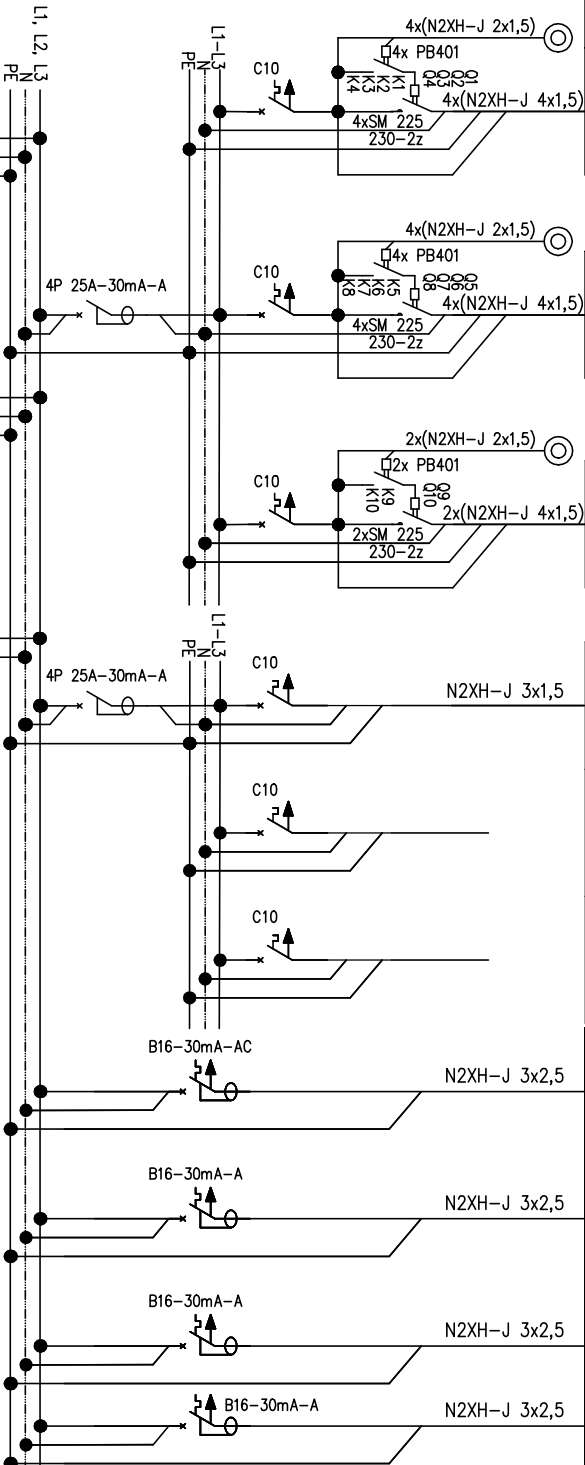 L1, L2, L3
N
PE
L1-L3
N
PE
C10
4x(N2XH-J 2x1,5)
4x PB401
K1
K2
K3
K4
Q1
Q2
Q3
Q4
4x(N2XH-J 4x1,5)
4xSM 225
230-2z
4P 25A-30mA-A
C10
4x(N2XH-J 2x1,5)
4x PB401
K5
K6
K7
K8
Q5
Q6
Q7
Q8
4x(N2XH-J 4x1,5)
4xSM 225
230-2z
C10
2x(N2XH-J 2x1,5)
2x PB401
K9
K10
Q9
Q10
2x(N2XH-J 4x1,5)
2xSM 225
230-2z
L1-L3
N
PE
4P 25A-30mA-A
C10
N2XH-J 3x1,5
C10
C10
B16-30mA-AC
N2XH-J 3x2,5
B16-30mA-A
N2XH-J 3x2,5
B16-30mA-A
N2XH-J 3x2,5
B16-30mA-A
N2XH-J 3x2,5